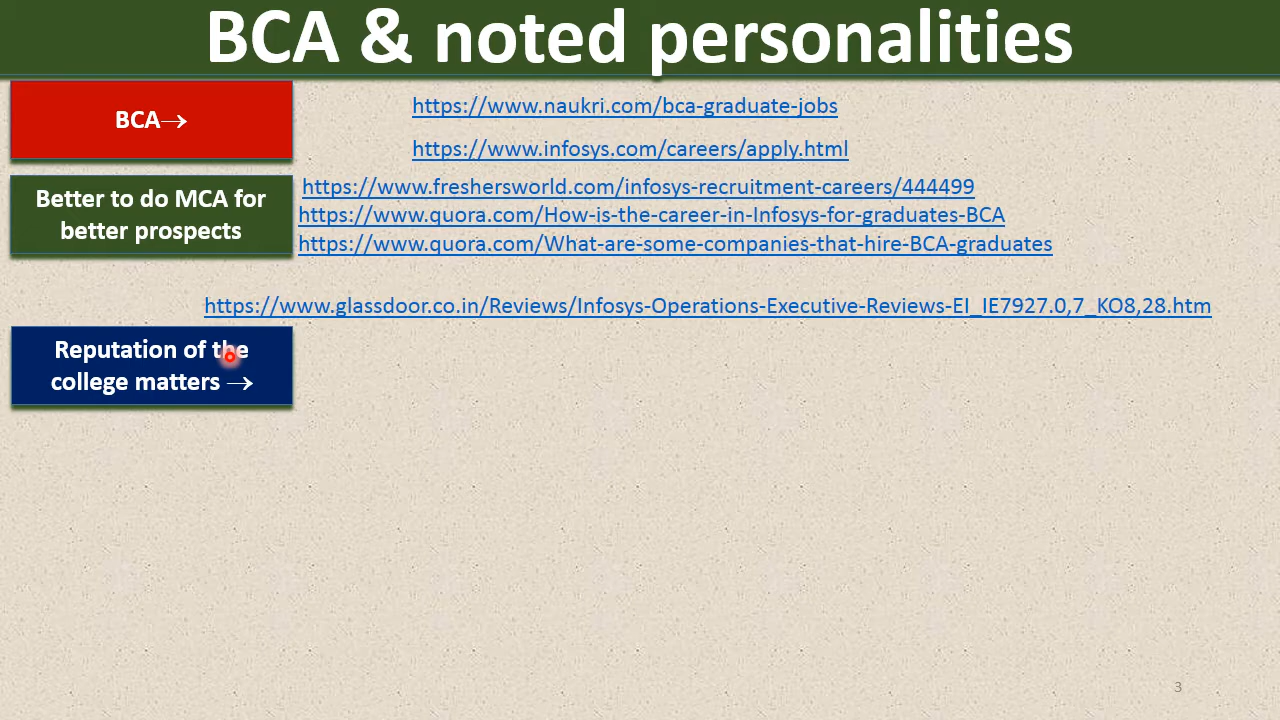 BCA & noted personalities
BCA→
https://www.naukri.com/bca-graduate-jobs
https://www.infosys.com/careers/apply.html
Better to do MCA for
better prospects
https://www.freshersworld.com/infosys-recruitment-careers/444499
https://www.quora.com/How-is-the-career-in-Infosys-for-graduates-BCA
https://www.quora.com/What-are-some-companies-that-hire-BCA-graduates
https://www.glassdoor.co.in/Reviews/Infosys-Operations-Executive-Reviews-EI_IE7927.0,7_KO8,28.htm
Reputation of the
college matters →
3